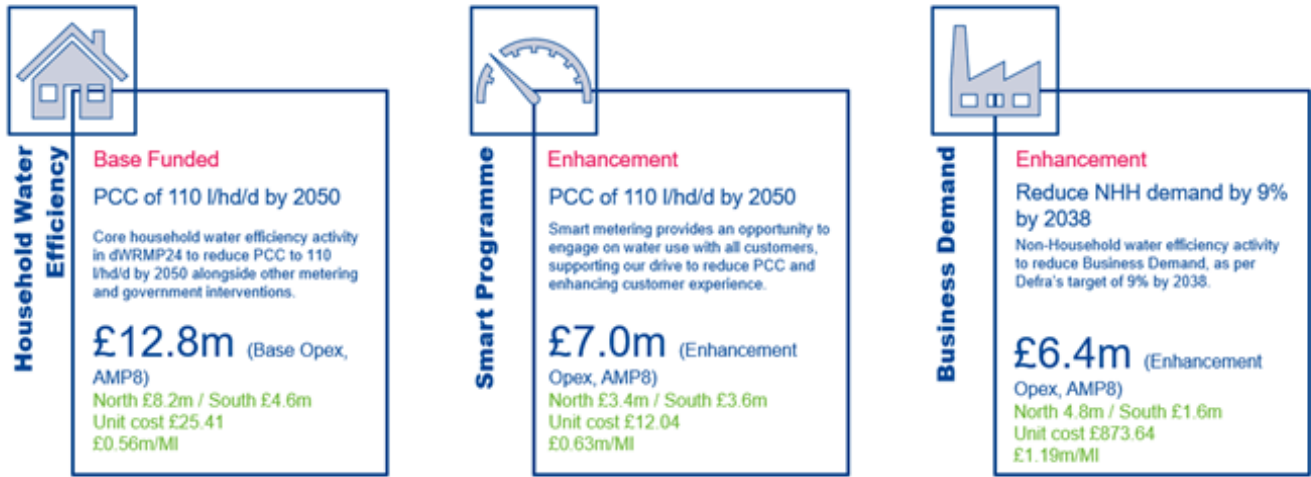 Household Water
Efficiency
Base Funded
PCC of 110 l/hd/d by 2050
Core household water efficiency activity
in dWRMP24 to reduce PCC to 110
l/hd/d by 2050 alongside other metering
and government interventions.
£12.8m (Base Opex,
AMP8)
North £8.2m / South £4.6m
Unit cost £25.41
£0.56m/Ml
Smart Programme
Enhancement
PCC of 110 l/hd/d by 2050
Smart metering provides an opportunity to
engage on water use with all customers,
supporting our drive to reduce PCC and
enhancing customer experience.
£7.0m (Enhancement
Opex, AMP8)
North £3.4m / South £3.6m
Unit cost £12.04
£0.63m/Ml
Business Demand
Enhancement
Reduce NHH demand by 9%
by 2038
Non-Household water efficiency activity
to reduce Business Demand, as per
Defra's target of 9% by 2038.
£6.4m (Enhancement
Opex, AMP8)
North 4.8m / South £1.6m
Unit cost £873.64
£1.19m/Ml